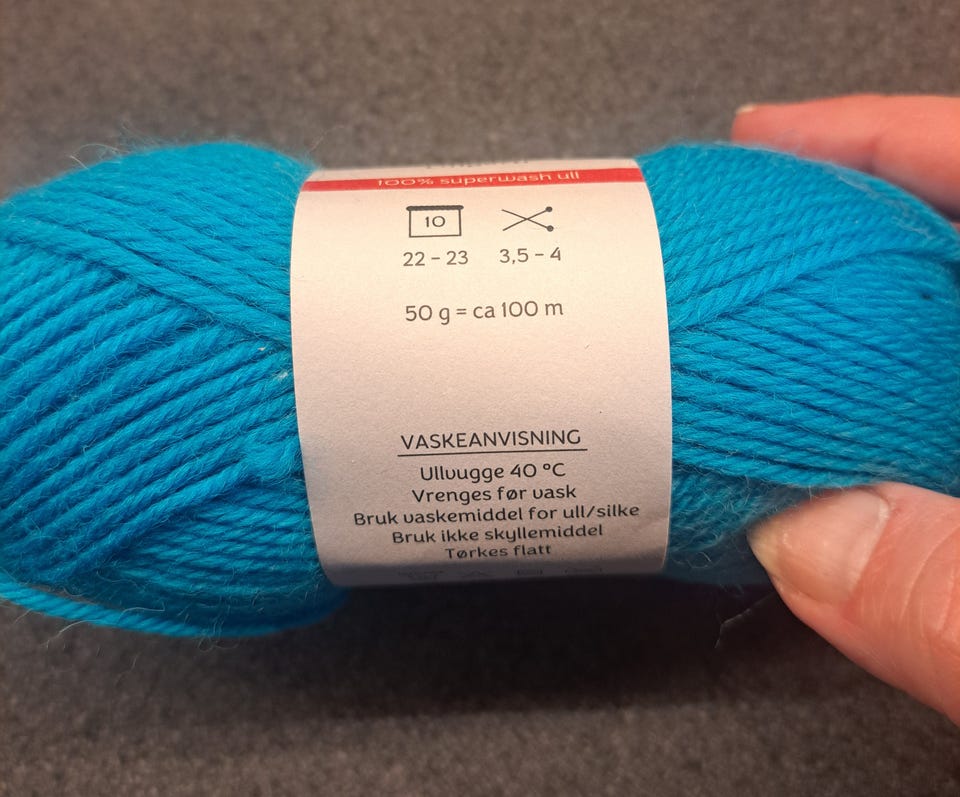 100% superwash ull
10
22 – 23 3,5 – 4
50 g = ca 100 m
VASKEANVISNING
Ullvugge 40 °C
Vrenges før vask
Bruk vaskemiddel for ull/silke
Bruk ikke skyllemiddel
Tørkes flatt